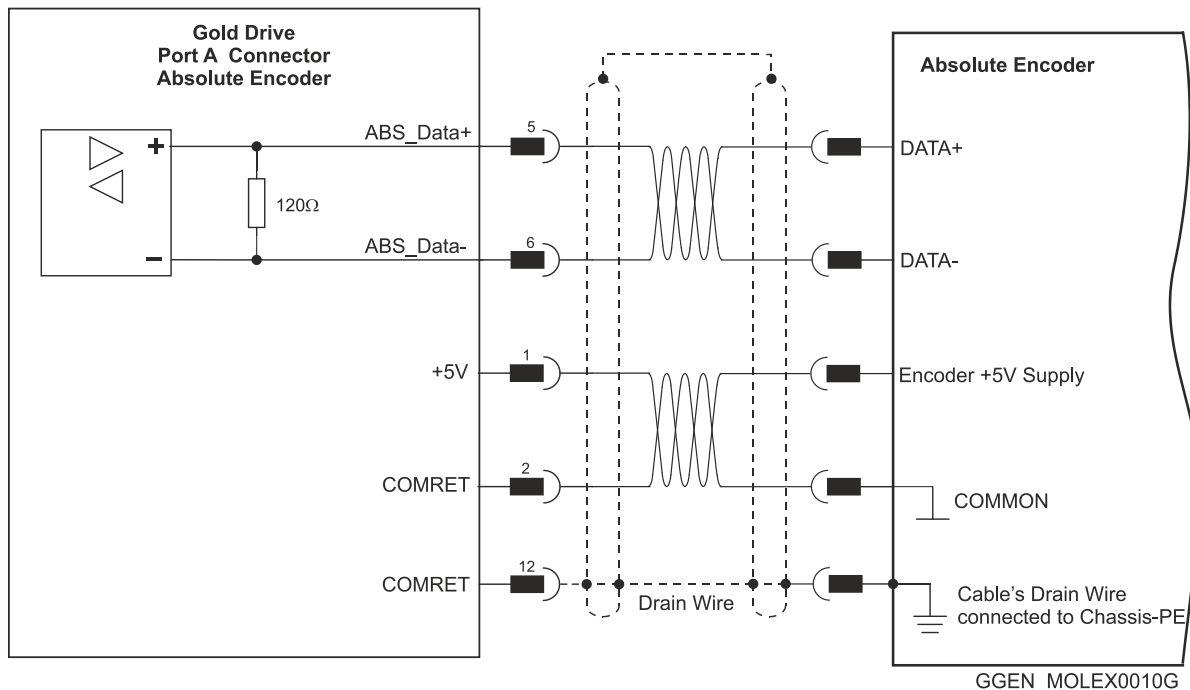 Gold Drive
Port A Connector
Absolute Encoder
Absolute Encoder
+
ABS_Data+
5
DATA+
120Ω
-
ABS_Data-
6
DATA-
+5V
1
Encoder +5V Supply
COMRET
2
COMMON
COMRET
12
Drain Wire
Cable's Drain Wire
connected to Chassis-PE
GGEN MOLEX0010G